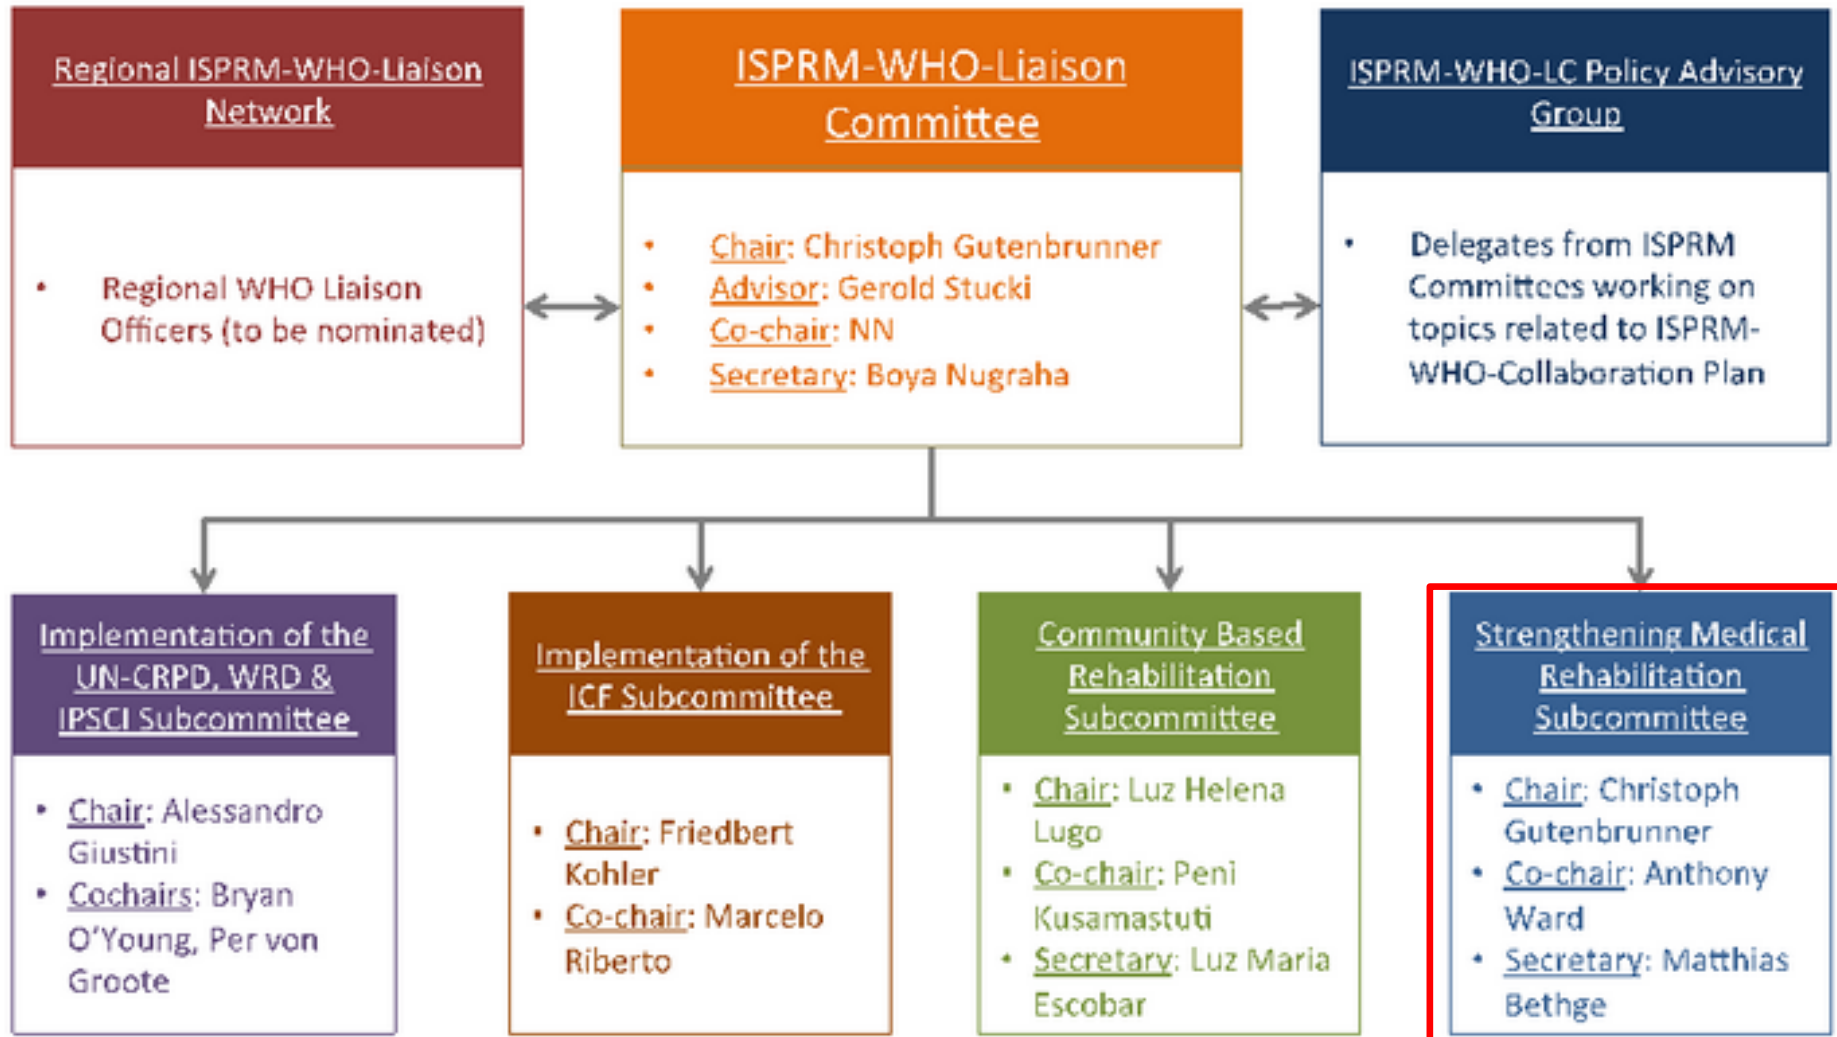 Regional ISPRM-WHO-Liaison
Network
• Regional WHO Liaison
Officers (to be nominated)
ISPRM-WHO-Liaison
Committee
• Chair: Christoph Gutenbrunner
• Advisor: Gerold Stucki
• Co-chair: NN
• Secretary: Boya Nugraha
ISPRM-WHO-LC Policy Advisory
Group
• Delegates from ISPRM
Committees working on
topics related to ISPRM-
WHO-Collaboration Plan
Implementation of the
UN-CRPD, WRD &
IPSCI Subcommittee
• Chair: Alessandro
Giustini
• Cochairs: Bryan
O'Young, Per von
Groote
Implementation of the
ICF Subcommittee
• Chair: Friedbert
Kohler
• Co-chair: Marcelo
Riberto
Community Based
Rehabilitation
Subcommittee
• Chair: Luz Helena
Lugo
• Co-chair: Peni
Kusamastuti
• Secretary: Luz Maria
Escobar
Strengthening Medical
Rehabilitation
Subcommittee
• Chair: Christoph
Gutenbrunner
• Co-chair: Anthony
Ward
• Secretary: Matthias
Bethge